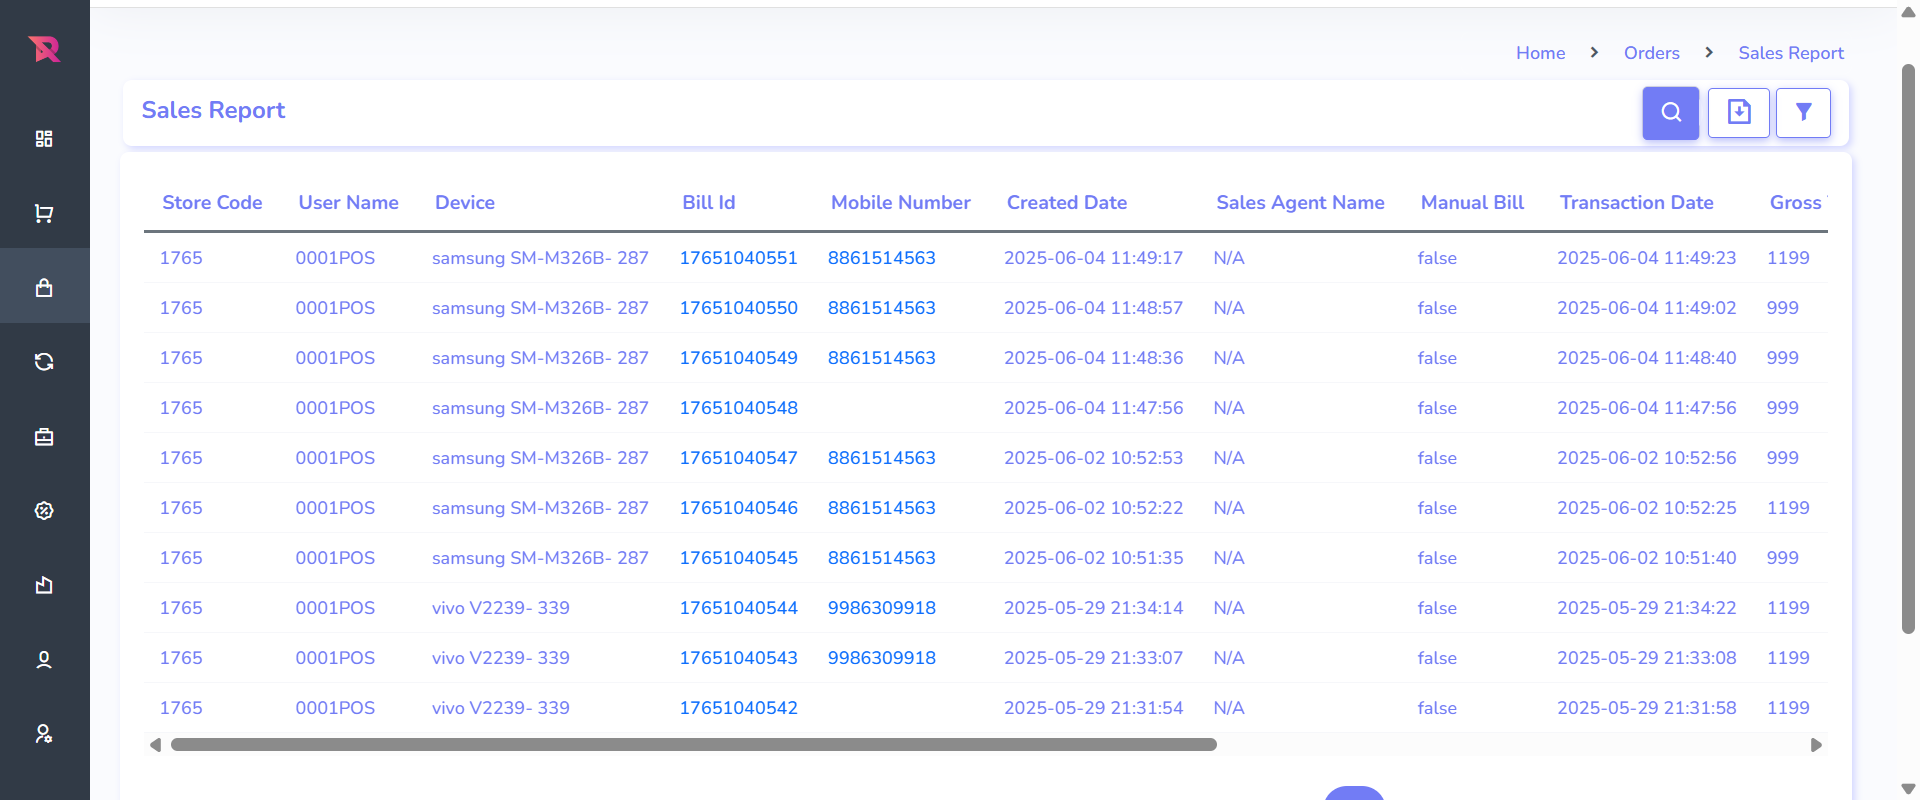 Home > Orders > Sales Report
Sales Report
Store Code User Name Device Bill Id Mobile Number Created Date Sales Agent Name Manual Bill Transaction Date Gross
1765 0001POS samsung SM-M326B- 287 17651040551 8861514563 2025-06-04 11:49:17 N/A false 2025-06-04 11:49:23 1199
1765 0001POS samsung SM-M326B- 287 17651040550 8861514563 2025-06-04 11:48:57 N/A false 2025-06-04 11:49:02 999
1765 0001POS samsung SM-M326B- 287 17651040549 8861514563 2025-06-04 11:48:36 N/A false 2025-06-04 11:48:40 999
1765 0001POS samsung SM-M326B- 287 17651040548 2025-06-04 11:47:56 N/A false 2025-06-04 11:47:56 999
1765 0001POS samsung SM-M326B- 287 17651040547 8861514563 2025-06-02 10:52:53 N/A false 2025-06-02 10:52:56 999
1765 0001POS samsung SM-M326B- 287 17651040546 8861514563 2025-06-02 10:52:22 N/A false 2025-06-02 10:52:25 1199
1765 0001POS samsung SM-M326B- 287 17651040545 8861514563 2025-06-02 10:51:35 N/A false 2025-06-02 10:51:40 999
1765 0001POS vivo V2239- 339 17651040544 9986309918 2025-05-29 21:34:14 N/A false 2025-05-29 21:34:22 1199
1765 0001POS vivo V2239- 339 17651040543 9986309918 2025-05-29 21:33:07 N/A false 2025-05-29 21:33:08 1199
1765 0001POS vivo V2239- 339 17651040542 2025-05-29 21:31:54 N/A false 2025-05-29 21:31:58 1199